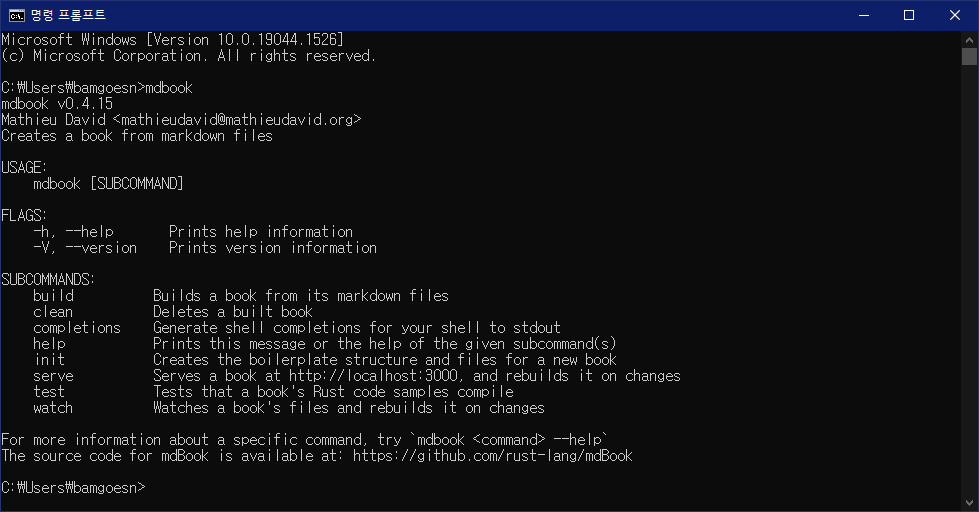 명령 프롬프트
Microsoft Windows [Version 10.0.19044.1526]
(c) Microsoft Corporation. All rights reserved.
C:₩Users₩bamgoesn>mdbook
mdbook v0.4.15
Mathieu David <mathieudavid@mathieudavid.org>
Creates a book from markdown files
USAGE:
    mdbook [SUBCOMMAND]
FLAGS:
    -h, --help       Prints help information
    -V, --version    Prints version information
SUBCOMMANDS:
    build          Builds a book from its markdown files
    clean          Deletes a built book
    completions    Generate shell completions for your shell to stdout
    help           Prints this message or the help of the given subcommand(s)
    init           Creates the boilerplate structure and files for a new book
    serve          Serves a book at http://localhost:3000, and rebuilds it on changes
    test           Tests that a book's Rust code samples compile
    watch          Watches a book's files and rebuilds it on changes
For more information about a specific command, try `mdbook <command> --help`
The source code for mdBook is available at: https://github.com/rust-lang/mdBook
C:₩Users₩bamgoesn>